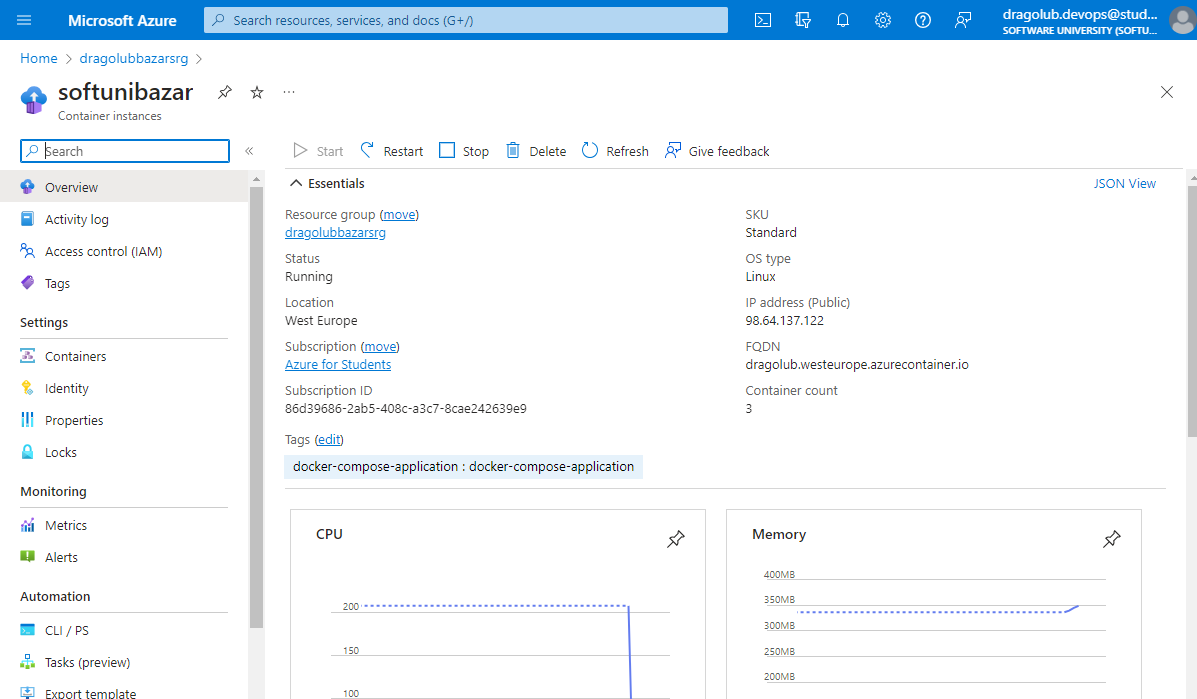 Microsoft Azure
Search resources, services, and docs (G+/)
dragolub.devops@stud...
SOFTWARE UNIVERSITY (SOFTU...
Home > dragolubbazarsrg >
softunibazar
Container instances
Search
Start Restart Stop Delete Refresh Give feedback
Overview
Activity log
Access control (IAM)
Tags
Settings
Containers
Identity
Properties
Locks
Monitoring
Metrics
Alerts
Automation
CLI / PS
Tasks (preview)
Export template
Essentials
JSON View
Resource group (move)
dragolubbazarsrg
Status
Running
Location
West Europe
Subscription (move)
Azure for Students
Subscription ID
86d39686-2ab5-408c-a3c7-8cae242639e9
SKU
Standard
OS type
Linux
IP address (Public)
98.64.137.122
FQDN
dragolub.westeurope.azurecontainer.io
Container count
3
Tags (edit)
docker-compose-application : docker-compose-application
CPU
200
150
100
Memory
400MB
350MB
300MB
250MB
200MB